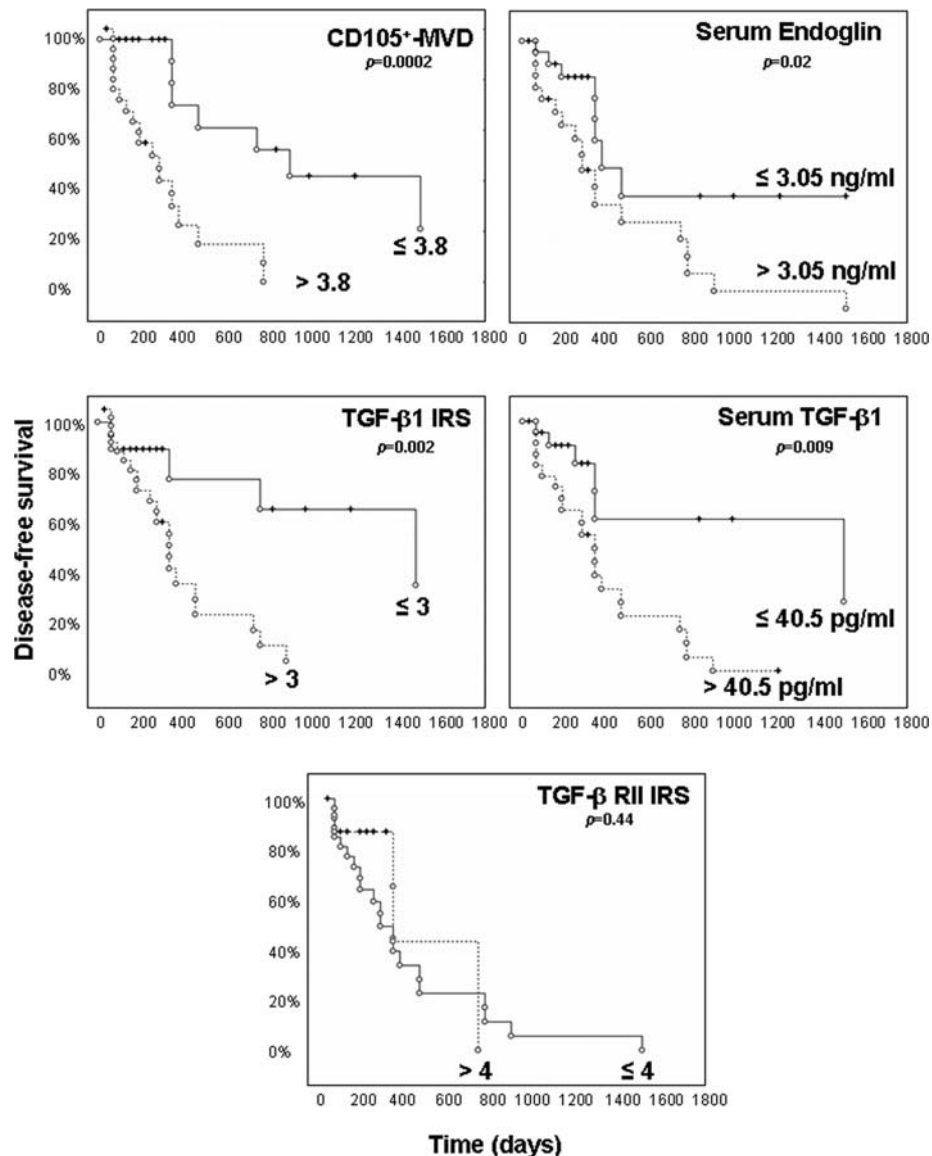 CD105⁺-MVD
p=0.0002
100%
80%
60%
40%
20%
0%
≤ 3.8
> 3.8
0 200 400 600 800 1000 1200 1400 1800
Serum Endoglin
p=0.02
≤ 3.05 ng/ml
> 3.05 ng/ml
0 200 400 600 800 1000 1200 1400 1800
Disease-free survival
TGF-β1 IRS
p=0.002
100%
80%
60%
40%
20%
0%
≤ 3
> 3
0 200 400 600 800 1000 1200 1400 1800
Serum TGF-β1
p=0.009
≤ 40.5 pg/ml
> 40.5 pg/ml
0 200 400 600 800 1000 1200 1400 1800
TGF-β RII IRS
p=0.44
100%
80%
60%
40%
20%
0%
> 4 ≤ 4
0 200 400 800 1000 1200 1400 1800
Time (days)